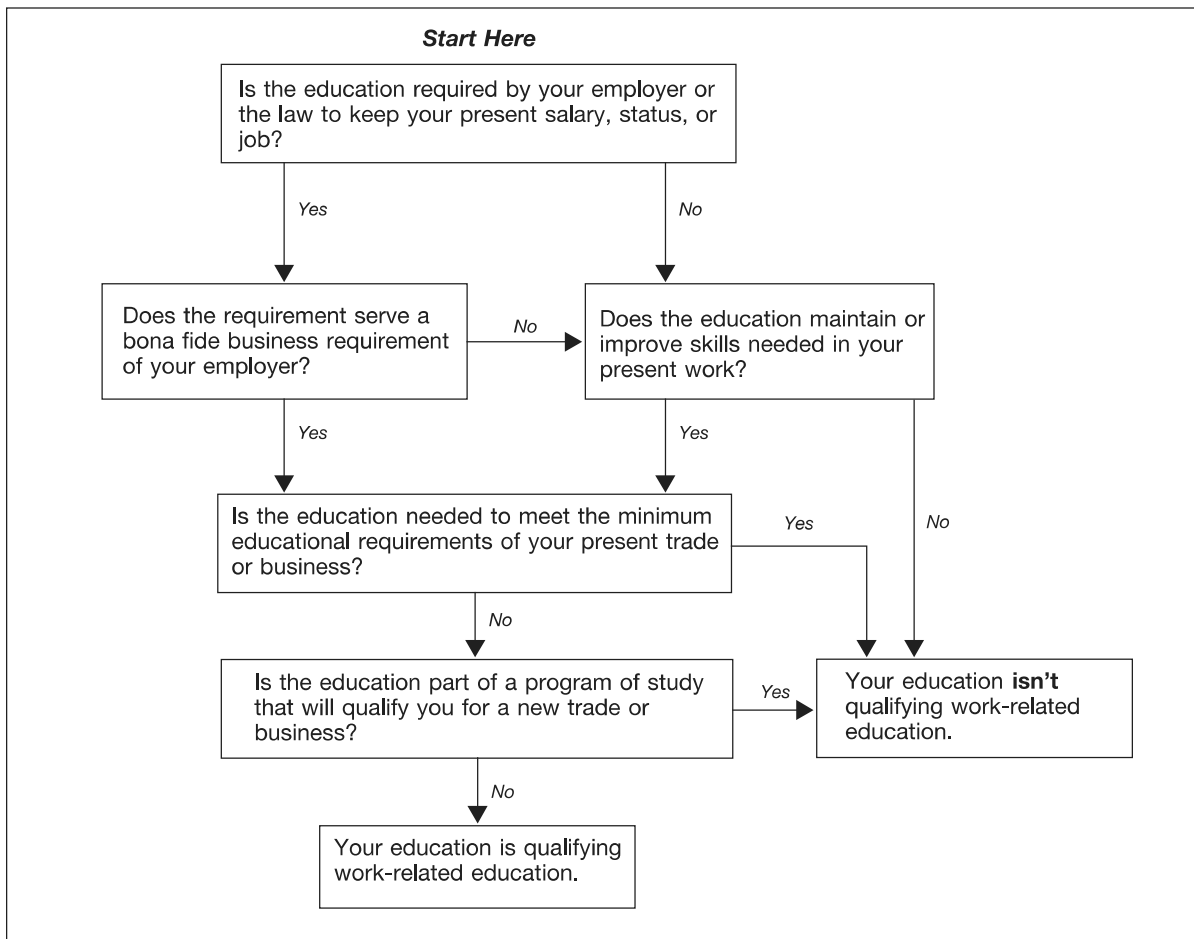 Start Here
Is the education required by your employer or
the law to keep your present salary, status, or
job?
Yes
No
Does the requirement serve a
bona fide business requirement
of your employer?
No
Does the education maintain or
improve skills needed in your
present work?
Yes
Yes
No
Is the education needed to meet the minimum
educational requirements of your present trade
or business?
Yes
No
Is the education part of a program of study
that will qualify you for a new trade or
business?
Yes
Your education isn't
qualifying work-related
education.
No
Your education is qualifying
work-related education.